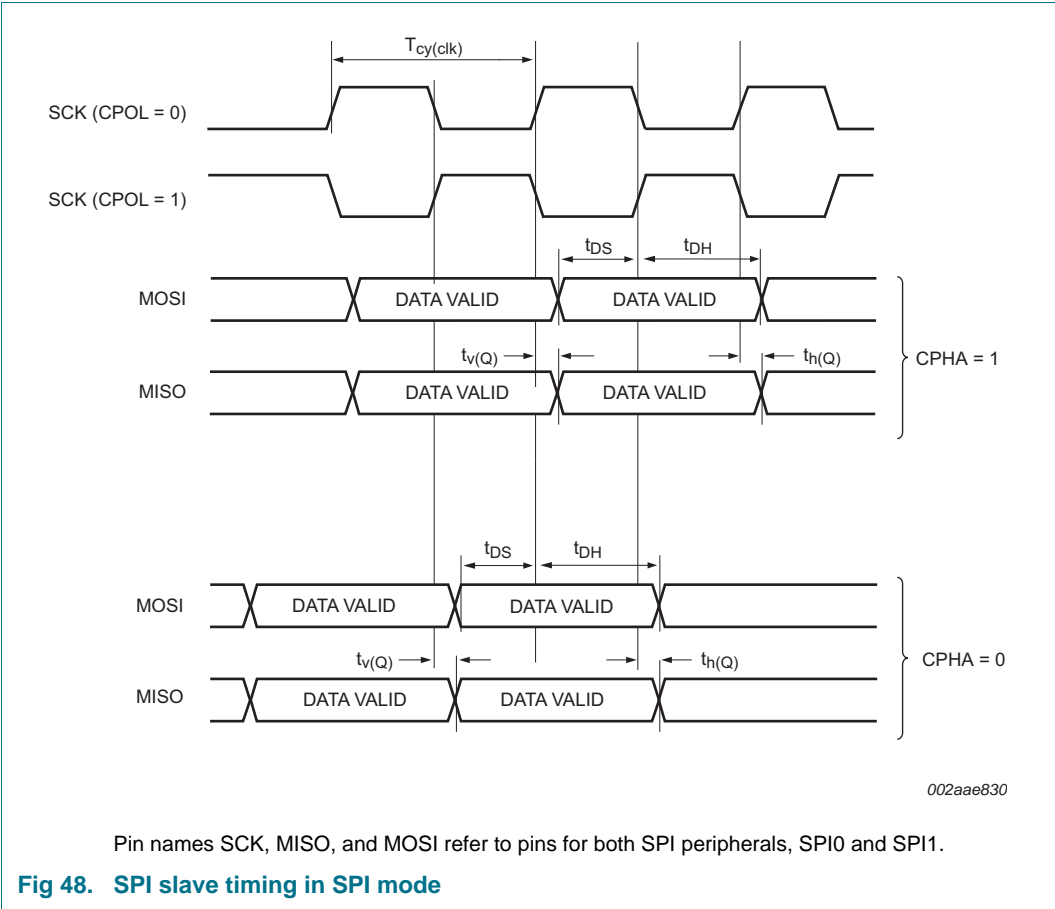 Tcy(clk)
SCK (CPOL = 0)
SCK (CPOL = 1)
tDS tDH
MOSI DATA VALID DATA VALID
tv(Q) th(Q)
CPHA = 1
MISO DATA VALID DATA VALID
tDS tDH
MOSI DATA VALID DATA VALID
tv(Q) th(Q)
CPHA = 0
MISO DATA VALID DATA VALID
002aae830
Pin names SCK, MISO, and MOSI refer to pins for both SPI peripherals, SPI0 and SPI1.
Fig 48. SPI slave timing in SPI mode